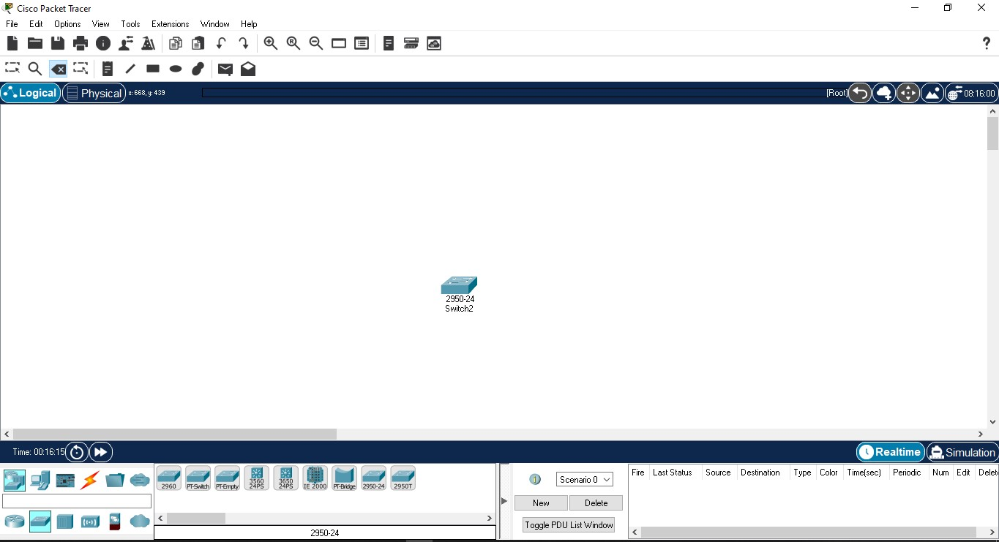 Cisco Packet Tracer
File Edit Options View Tools Extensions Window Help
?
Logical Physical x: 668, y: 439 [Root] 08:16:00
2950-24
Switch2
Time: 00:16:15 Realtime Simulation
2960 PT-Switch PT-Empty 3560 24PS 3650 24PS IE 2000 PT-Bridge 2950-24 2950T
Scenario 0
New Delete
Toggle PDU List Window
Fire Last Status Source Destination Type Color Time(sec) Periodic Num Edit Delet
2950-24